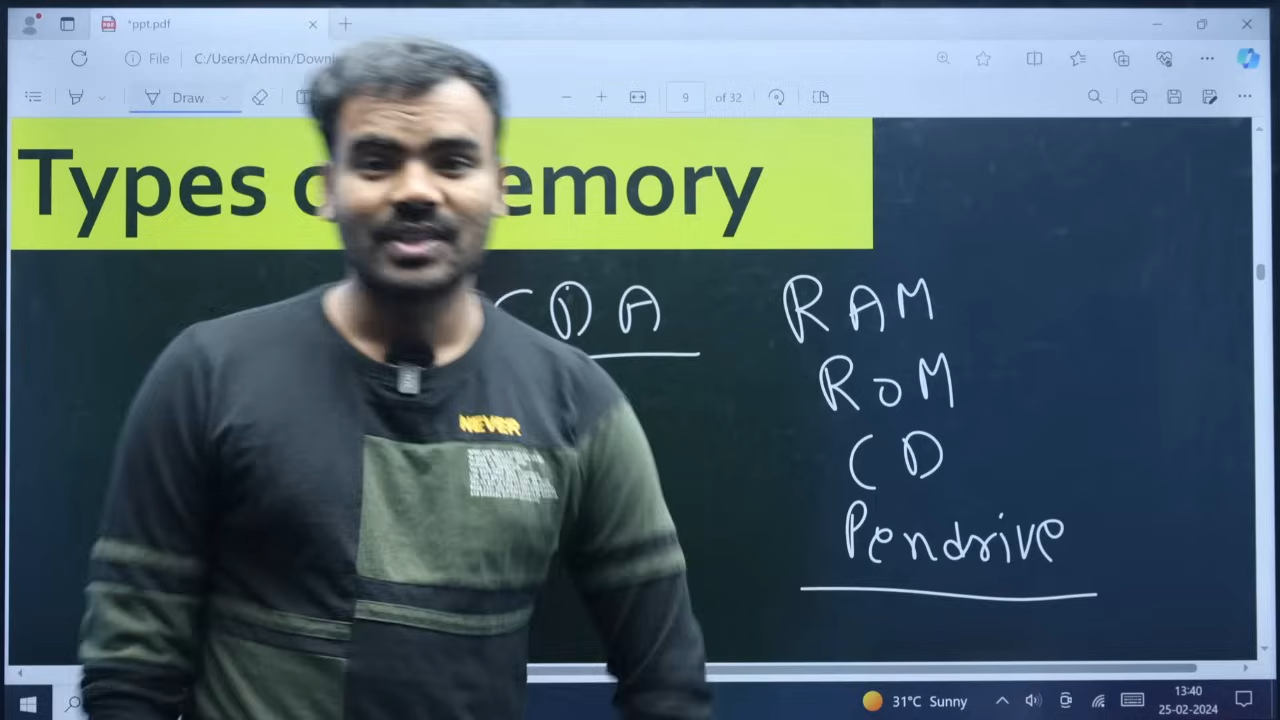 *ppt.pdf
File C:/Users/Admin/Downl
Draw 9 of 32
Types o emory
CDA
RAM
ROM
CD
Pendrive
NEVER
31°C Sunny
13:40
25-02-2024